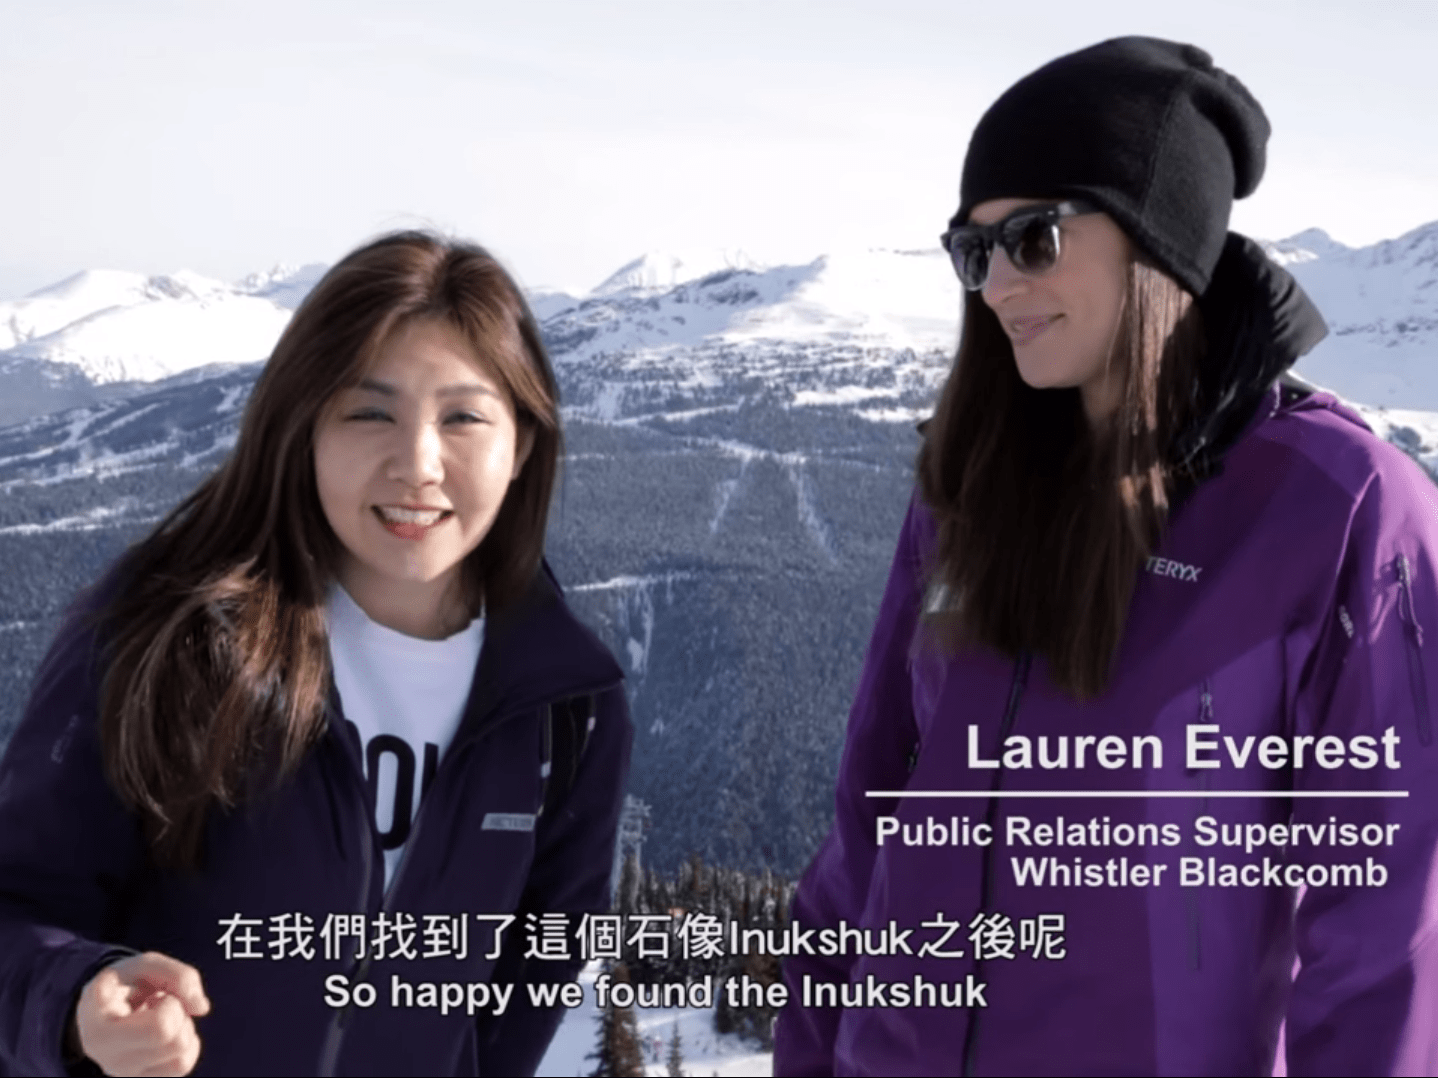 TERYX
Lauren Everest
Public Relations Supervisor
Whistler Blackcomb
在我們找到了這個石像Inukshuk之後呢
So happy we found the Inukshuk